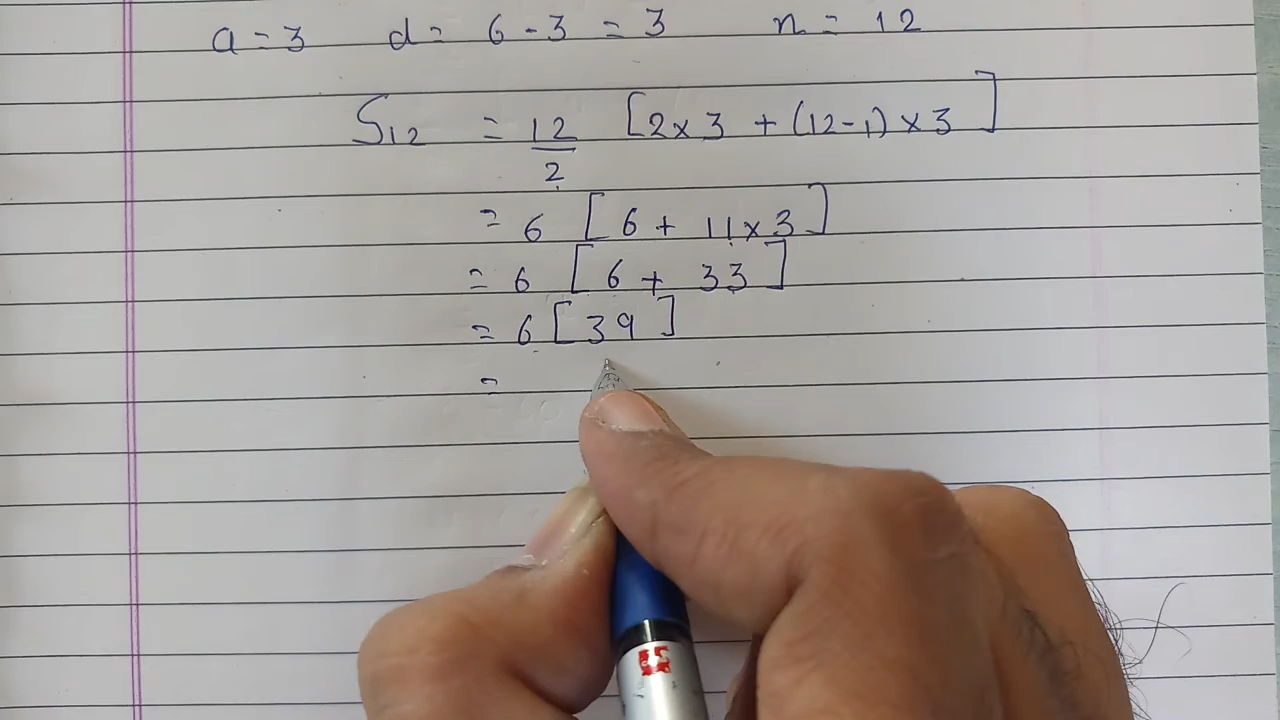 a = 3 d = 6 - 3 = 3 n = 12
S12 = 12/2 [2 x 3 + (12 - 1) x 3]
= 6 [6 + 11 x 3]
= 6 [6 + 33]
= 6 [39]
=